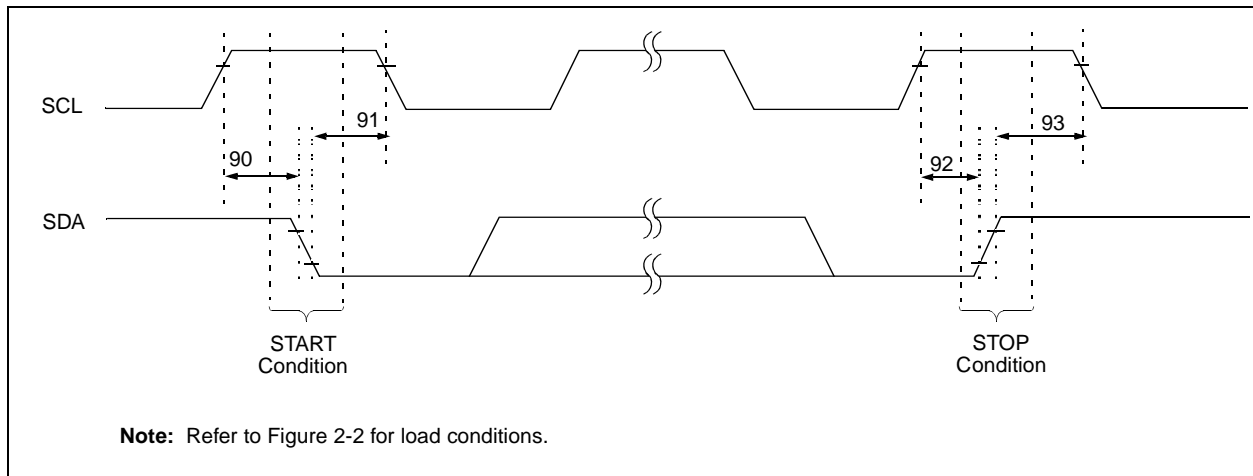 SCL
91
93
90
92
SDA
START
Condition
STOP
Condition
Note: Refer to Figure 2-2 for load conditions.